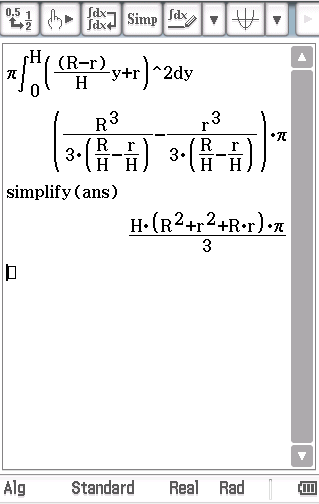 0.5 1 2 ∫dx ∫dx Simp ∫dx
π∫₀ᴴ((R−r)/H y+r)^2dy
(R³/(3·(R/H−r/H))−r³/(3·(R/H−r/H)))·π
simplify(ans)
H·(R²+r²+R·r)·π/3
Alg Standard Real Rad